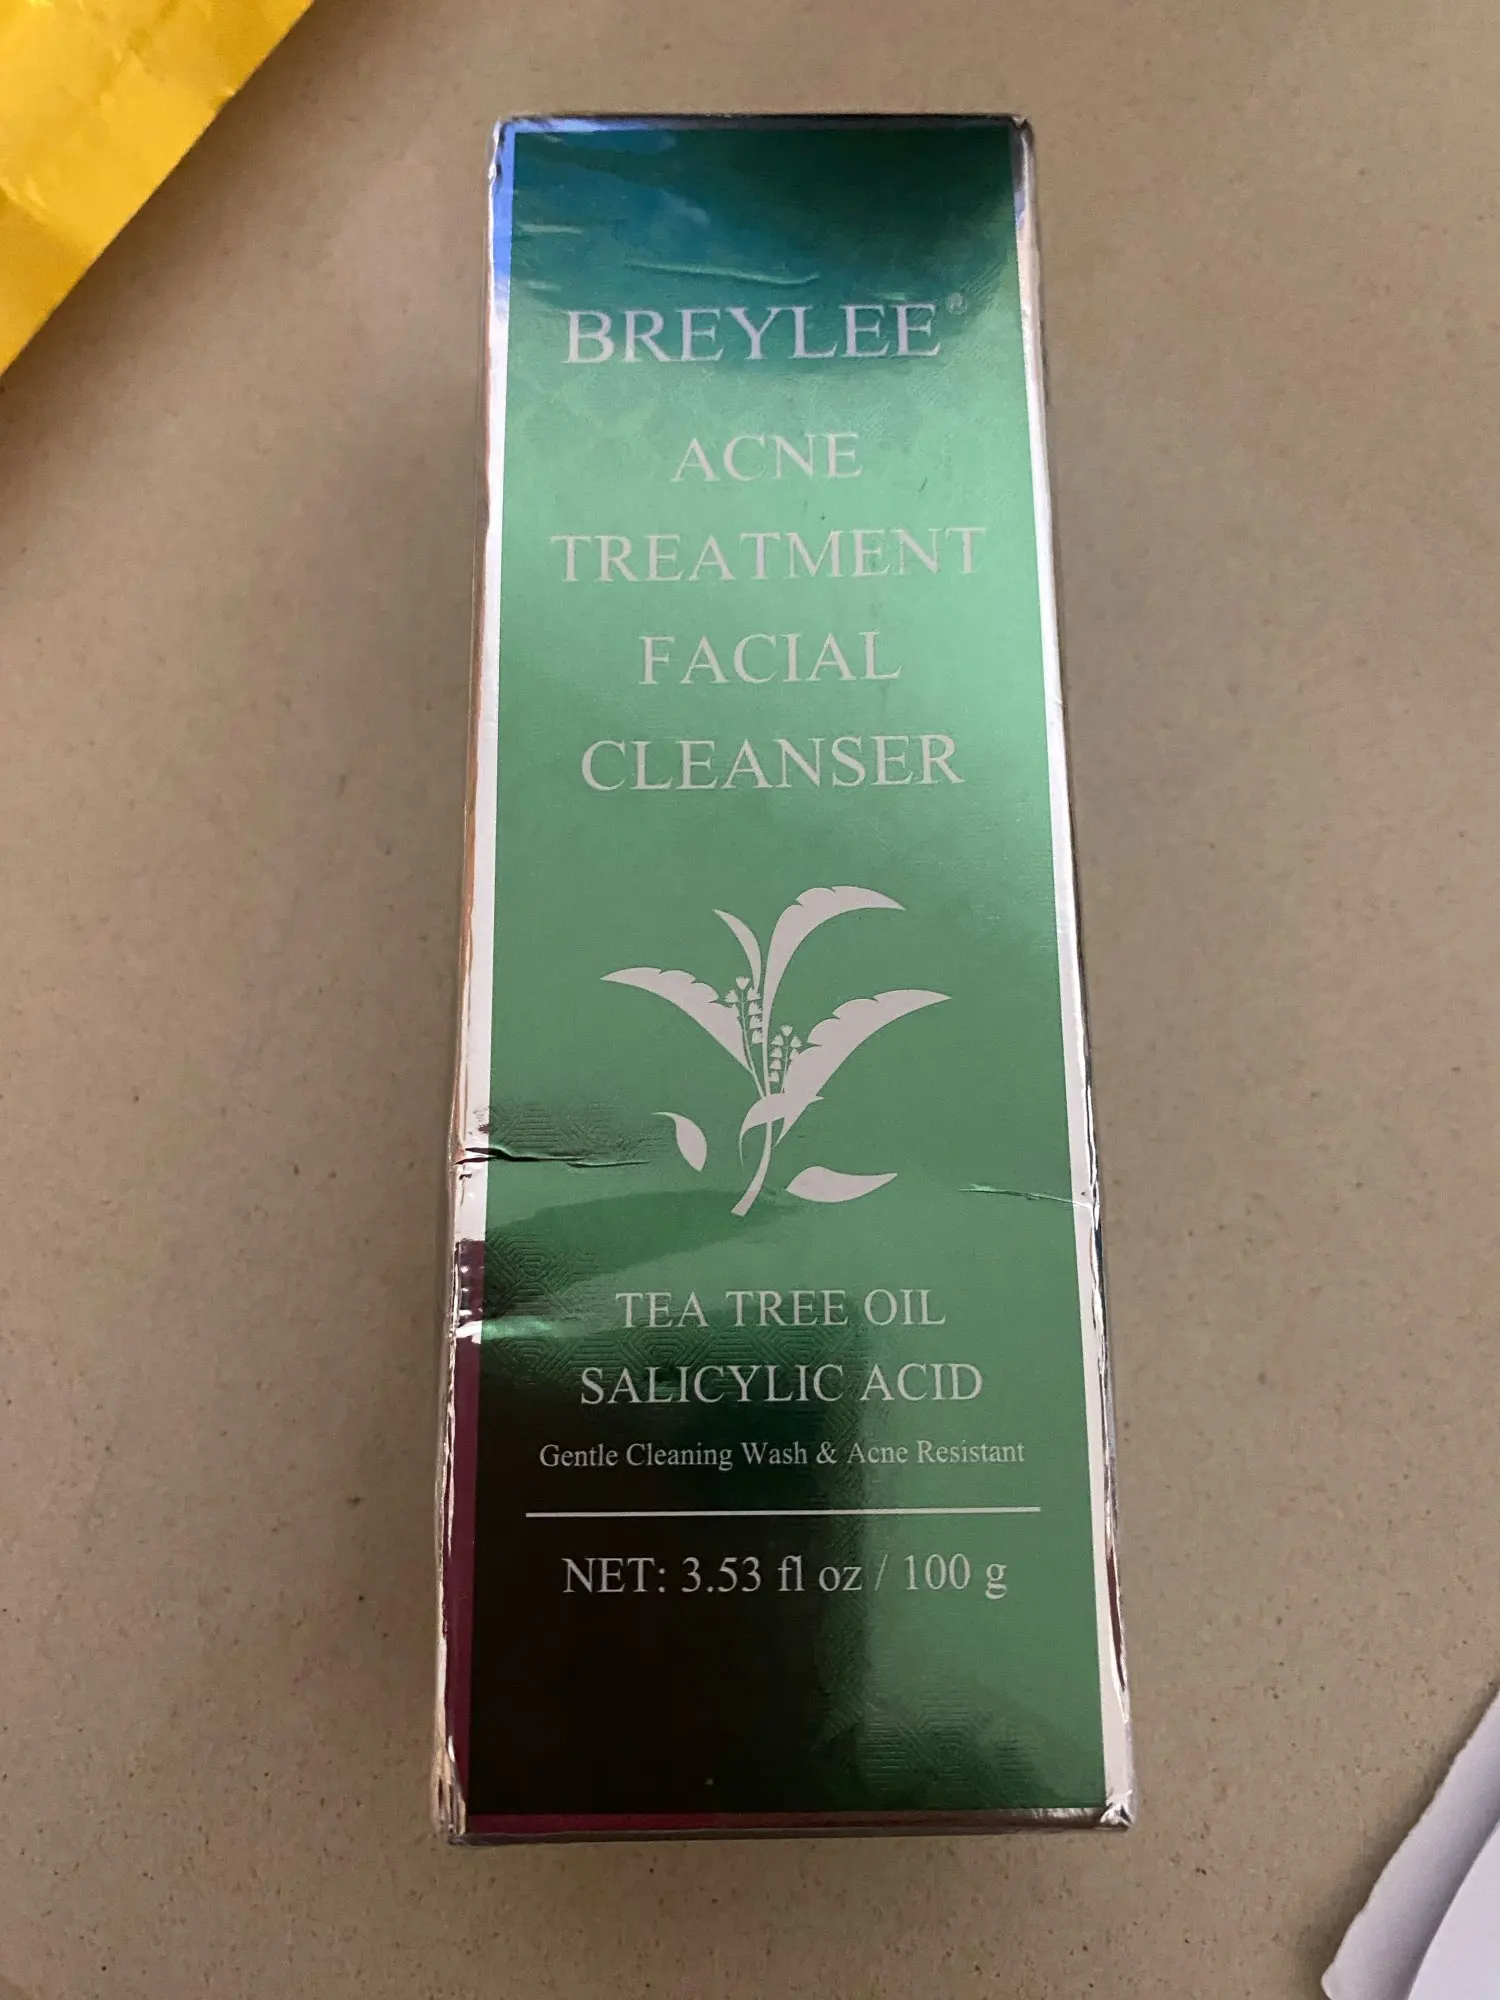 BREYLEE®
ACNE
TREATMENT
FACIAL
CLEANSER
TEA TREE OIL
SALICYLIC ACID
Gentle Cleaning Wash & Acne Resistant
NET: 3.53 fl oz / 100 g